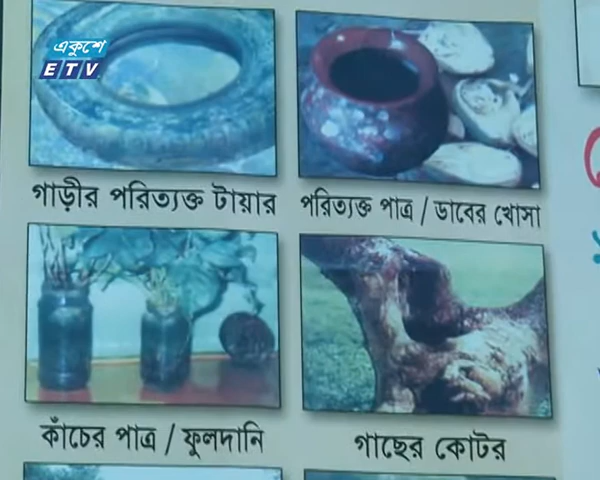 একুশে
ETV
গাড়ীর পরিত্যক্ত টায়ার
পরিত্যক্ত পাত্র / ডাবের খোসা
কাঁচের পাত্র / ফুলদানি
গাছের কোটর